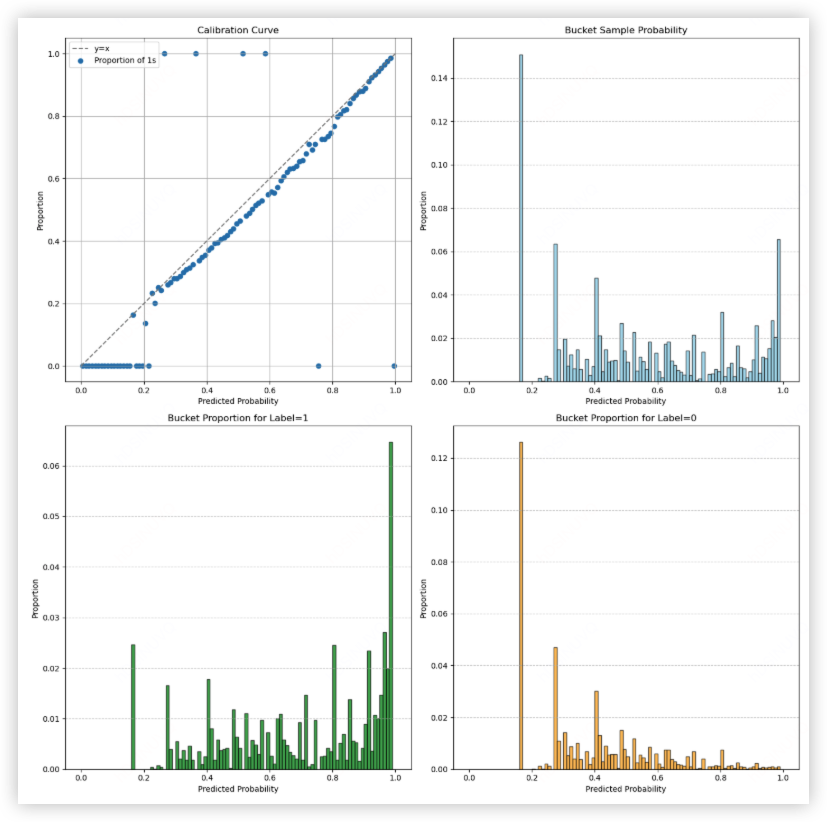 Calibration Curve
y=x
Proportion of 1s
1.0
0.8
0.6
0.4
0.2
0.0
Proportion
0.0 0.2 0.4 0.6 0.8 1.0
Predicted Probability
Bucket Sample Probability
0.14
0.12
0.10
0.08
0.06
0.04
0.02
0.00
Proportion
0.0 0.2 0.4 0.6 0.8 1.0
Predicted Probability
Bucket Proportion for Label=1
0.06
0.05
0.04
0.03
0.02
0.01
0.00
Proportion
0.0 0.2 0.4 0.6 0.8 1.0
Predicted Probability
Bucket Proportion for Label=0
0.12
0.10
0.08
0.06
0.04
0.02
0.00
Proportion
0.0 0.2 0.4 0.6 0.8 1.0
Predicted Probability